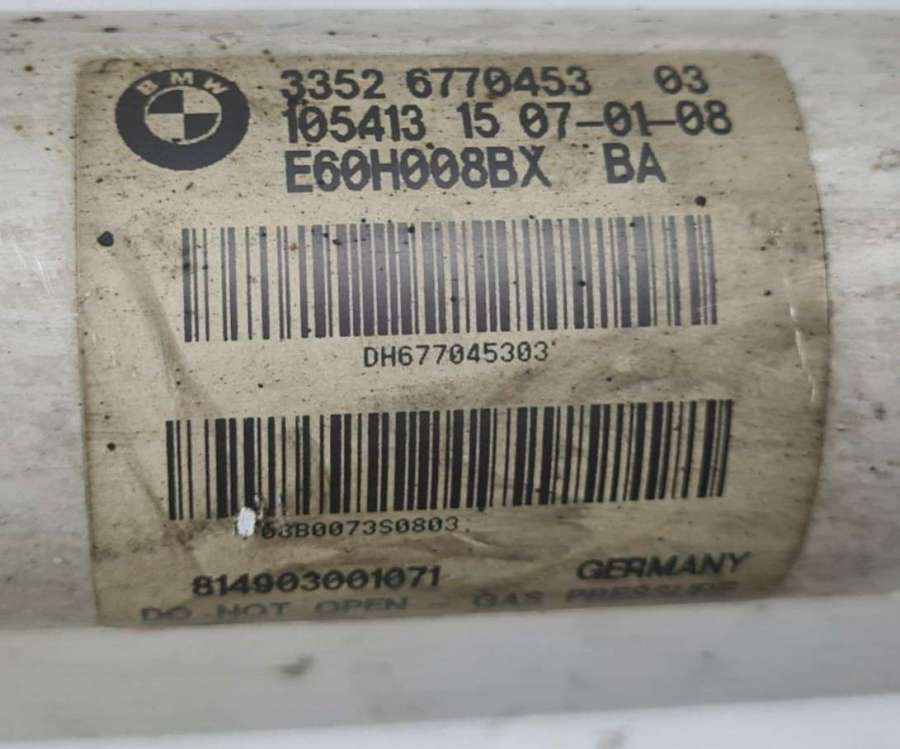 BMW
3352 6770453 03
105413 15 07-01-08
E60H008BX BA
DH677045303
03B0073S0803
814903001071 GERMANY
DO NOT OPEN - GAS PRESSURE